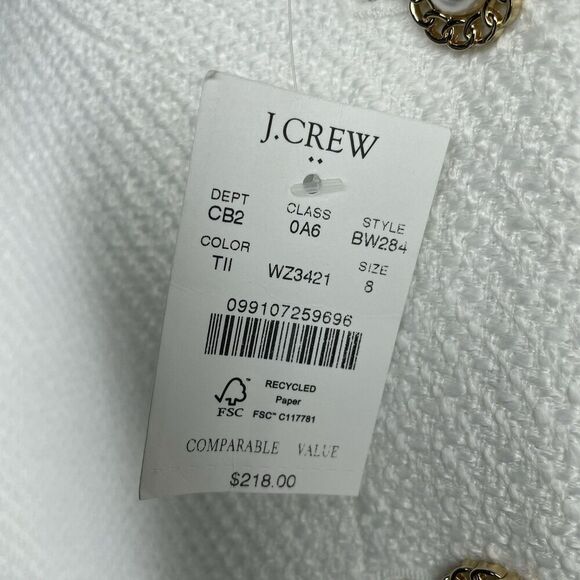 J.CREW
DEPT CLASS STYLE
CB2 0A6 BW284
COLOR SIZE
TII WZ3421 8
099107259696
RECYCLED
Paper
FSC FSC™ C117781
COMPARABLE VALUE
$218.00